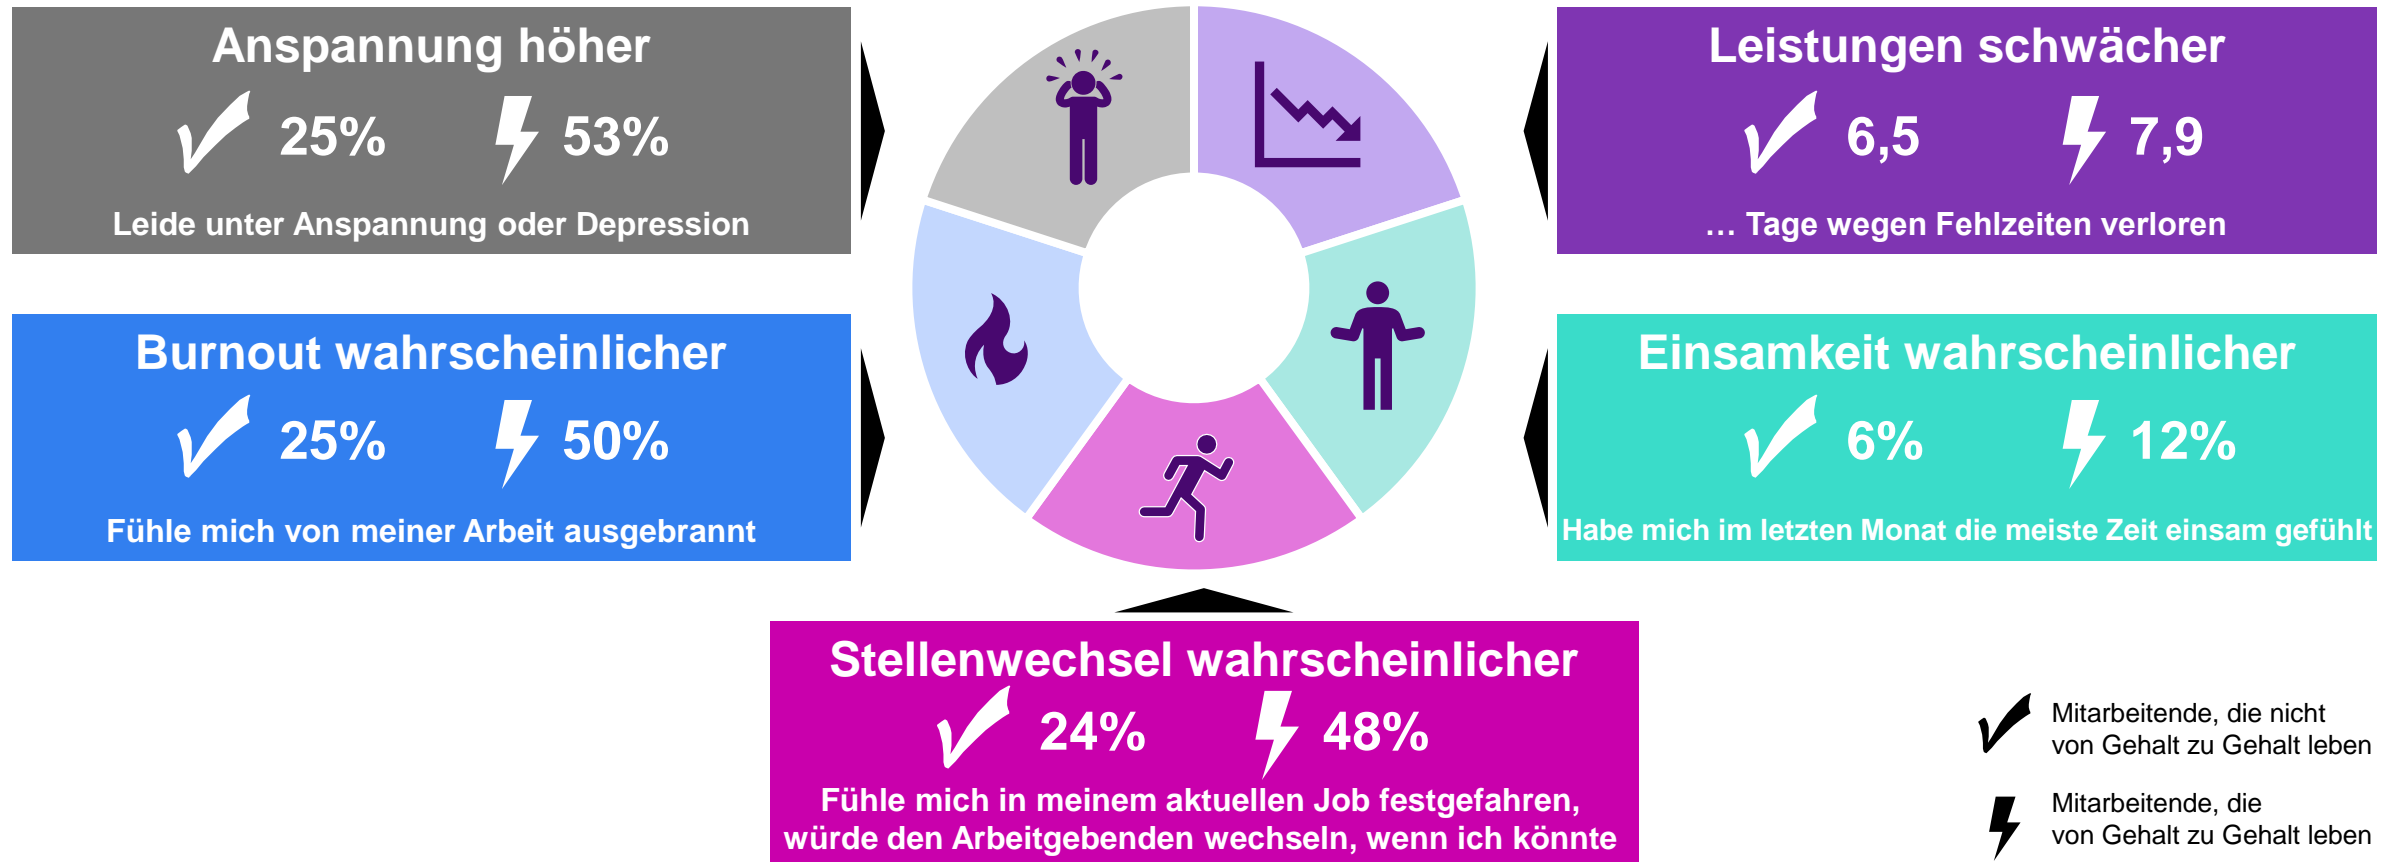 Anspannung höher
25% 53%
Leide unter Anspannung oder Depression
Leistungen schwächer
6,5 7,9
… Tage wegen Fehlzeiten verloren
Burnout wahrscheinlicher
25% 50%
Fühle mich von meiner Arbeit ausgebrannt
Einsamkeit wahrscheinlicher
6% 12%
Habe mich im letzten Monat die meiste Zeit einsam gefühlt
Stellenwechsel wahrscheinlicher
24% 48%
Fühle mich in meinem aktuellen Job festgefahren,
würde den Arbeitgebenden wechseln, wenn ich könnte
Mitarbeitende, die nicht
von Gehalt zu Gehalt leben
Mitarbeitende, die
von Gehalt zu Gehalt leben